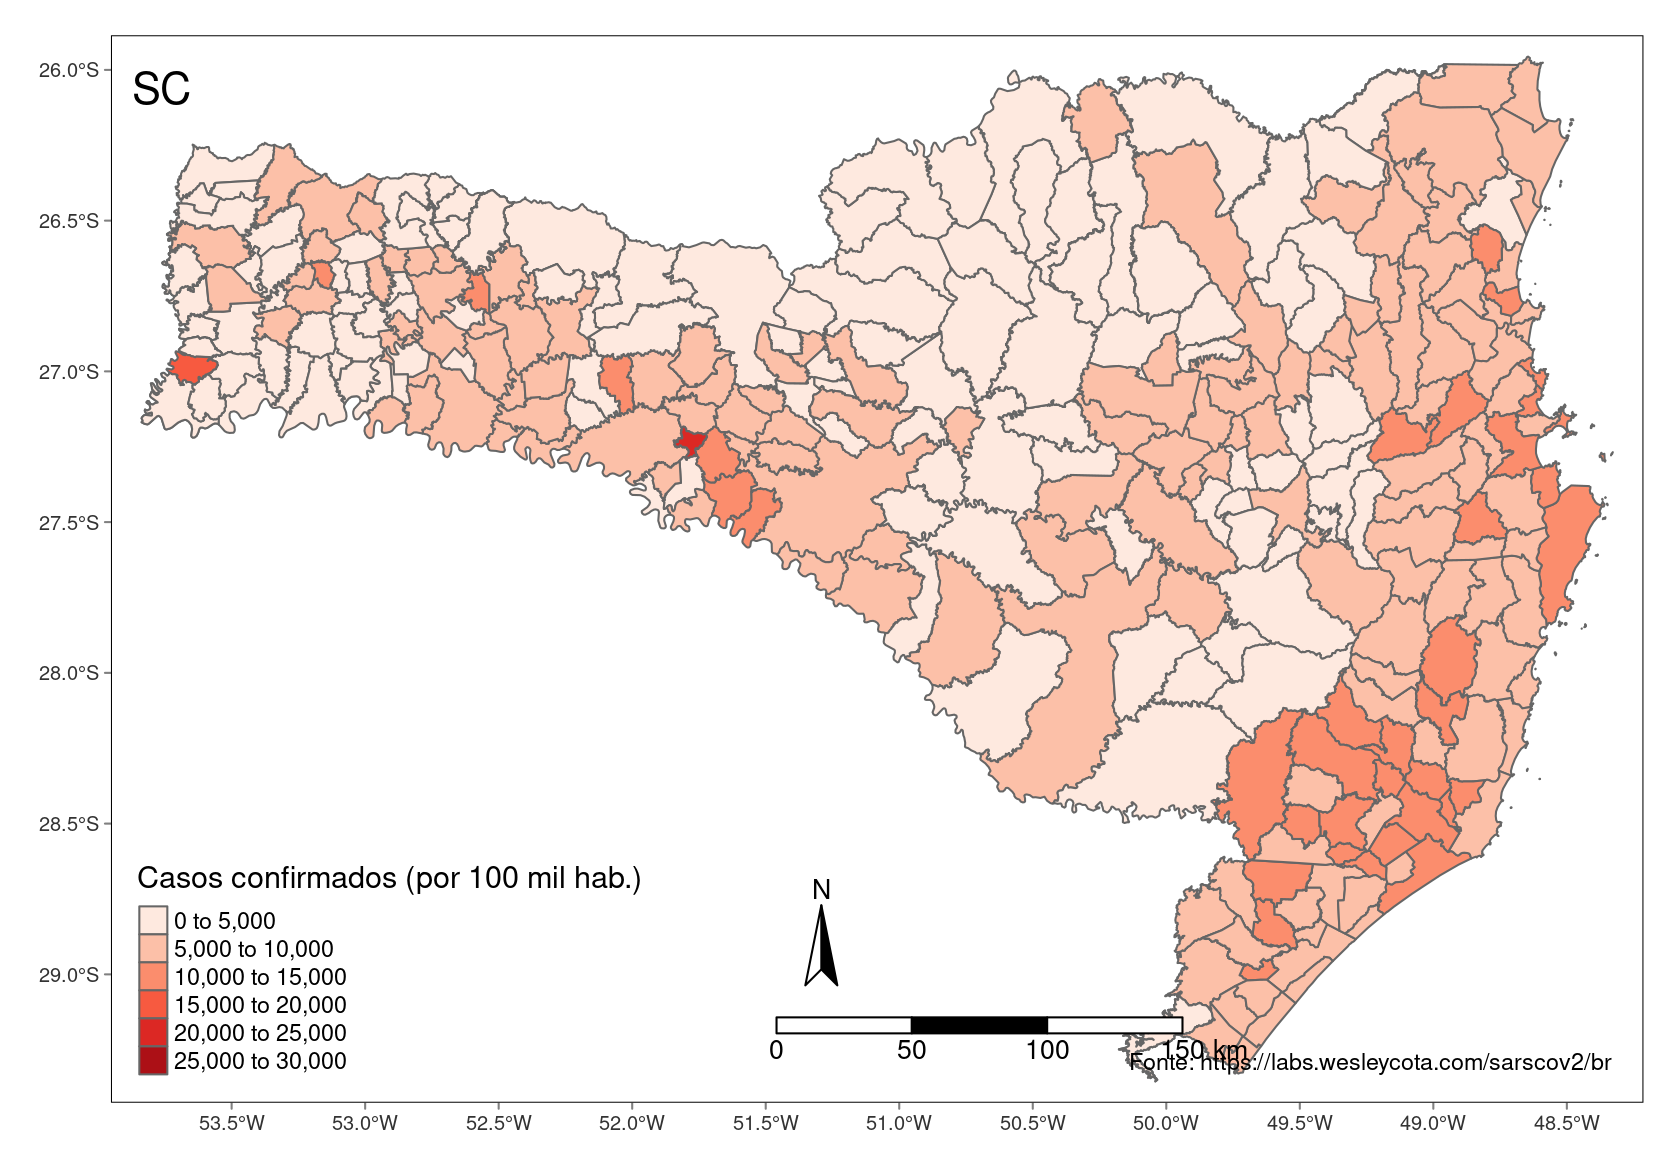 SC
26.0°S
26.5°S
27.0°S
27.5°S
28.0°S
28.5°S
29.0°S
Casos confirmados (por 100 mil hab.)
0 to 5,000
5,000 to 10,000
10,000 to 15,000
15,000 to 20,000
20,000 to 25,000
25,000 to 30,000
N
0 50 100 150 km
Fonte: https://labs.wesleycota.com/sarscov2/br
53.5°W 53.0°W 52.5°W 52.0°W 51.5°W 51.0°W 50.5°W 50.0°W 49.5°W 49.0°W 48.5°W